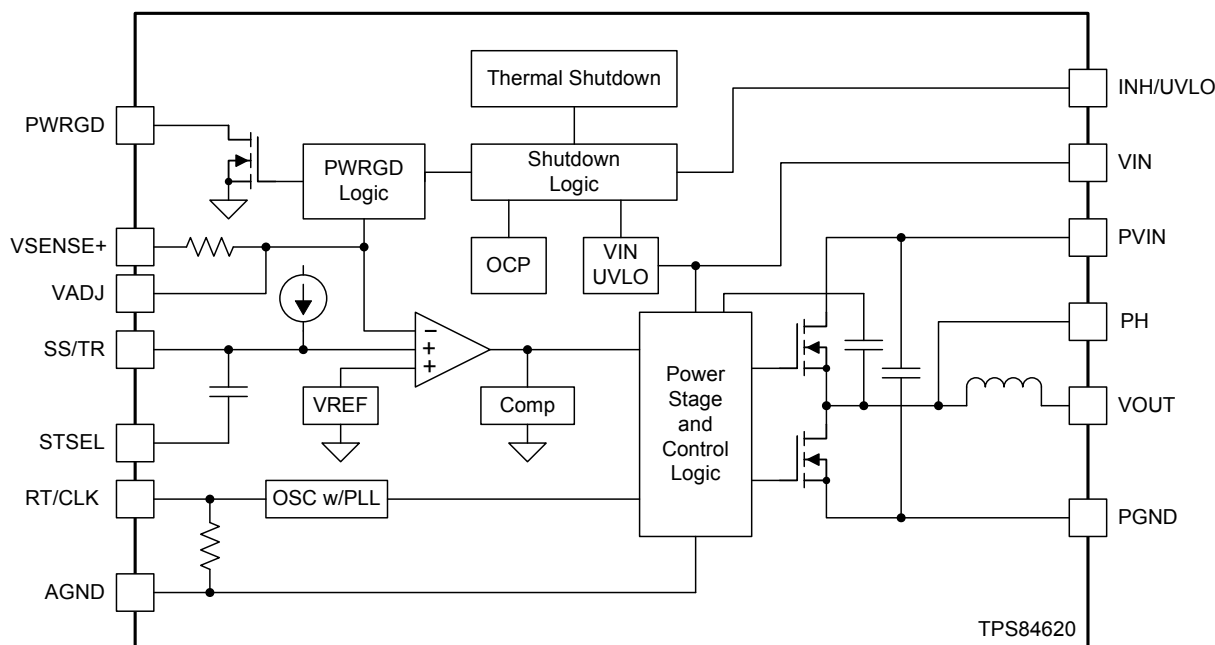 Thermal Shutdown
INH/UVLO
PWRGD
PWRGD
Logic
Shutdown
Logic
VIN
VSENSE+
OCP
VIN
UVLO
PVIN
VADJ
PH
SS/TR
−
+
+
VREF
Comp
Power
Stage
and
Control
Logic
VOUT
STSEL
RT/CLK
OSC w/PLL
PGND
AGND
TPS84620